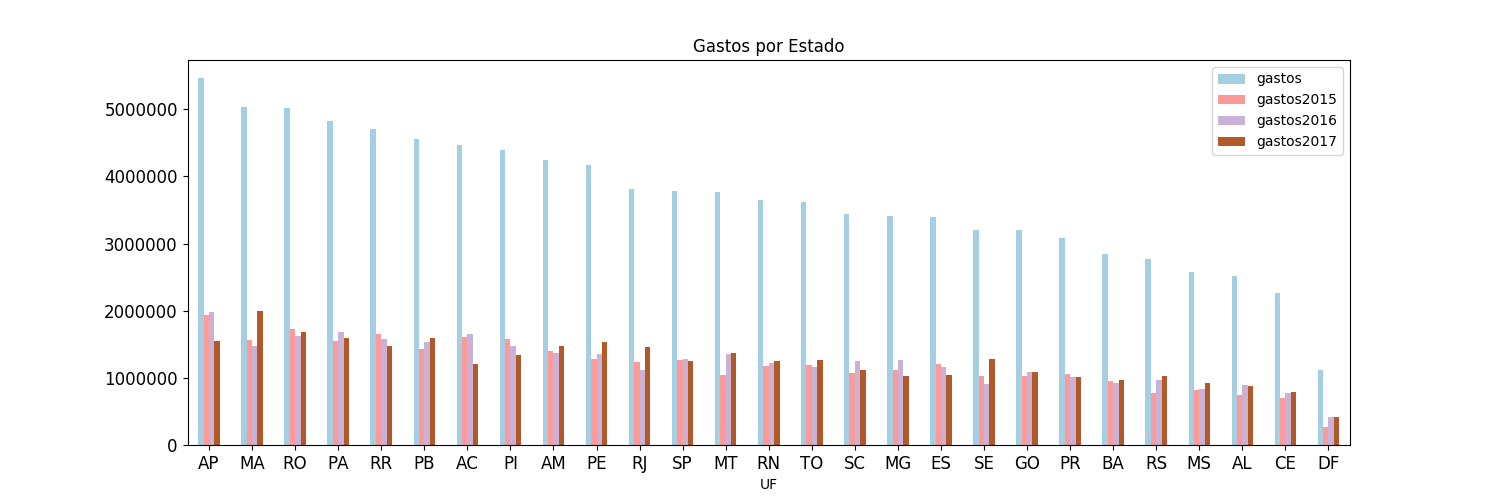 Gastos por Estado
gastos
gastos2015
gastos2016
gastos2017
5000000
4000000
3000000
2000000
1000000
0
AP MA RO PA RR PB AC PI AM PE RJ SP MT RN TO SC MG ES SE GO PR BA RS MS AL CE DF
UF